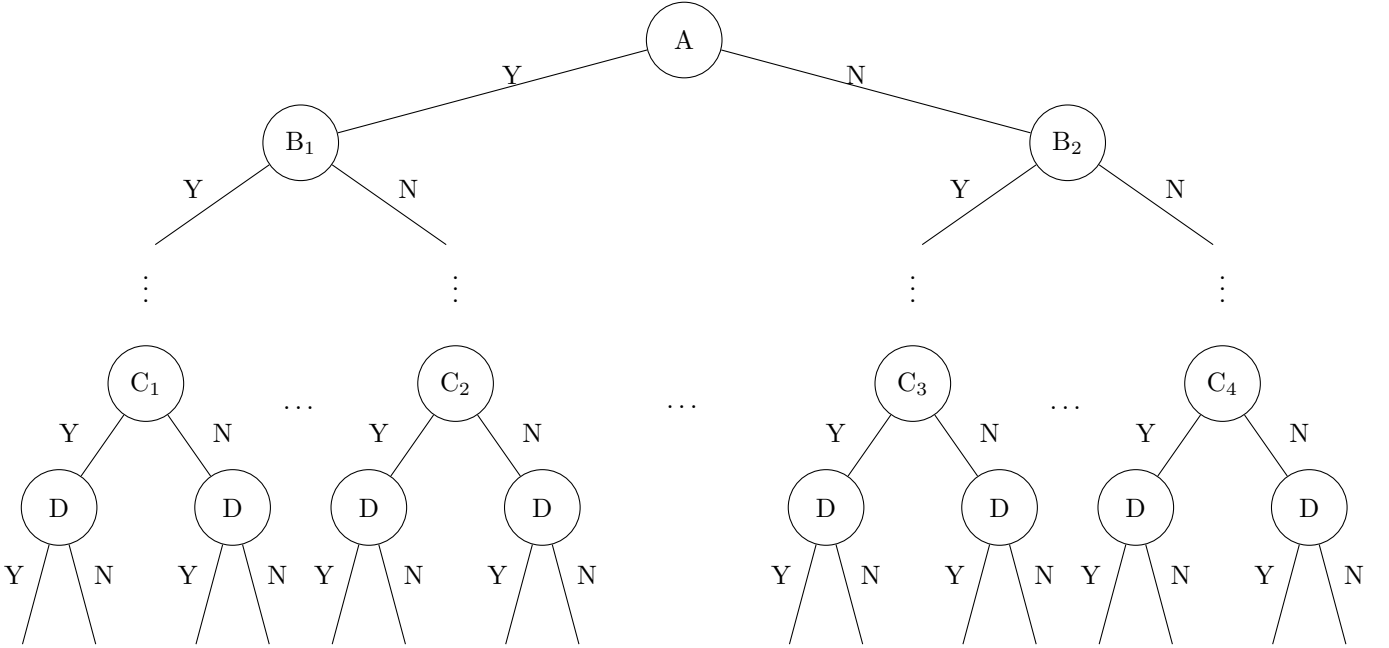 A
Y N
B₁ B₂
Y N Y N
⋮ ⋮ ⋮ ⋮
C₁ ... C₂ ... C₃ ... C₄
Y N Y N Y N Y N
D D D D D D D D
Y N Y N Y N Y N Y N Y N Y N Y N